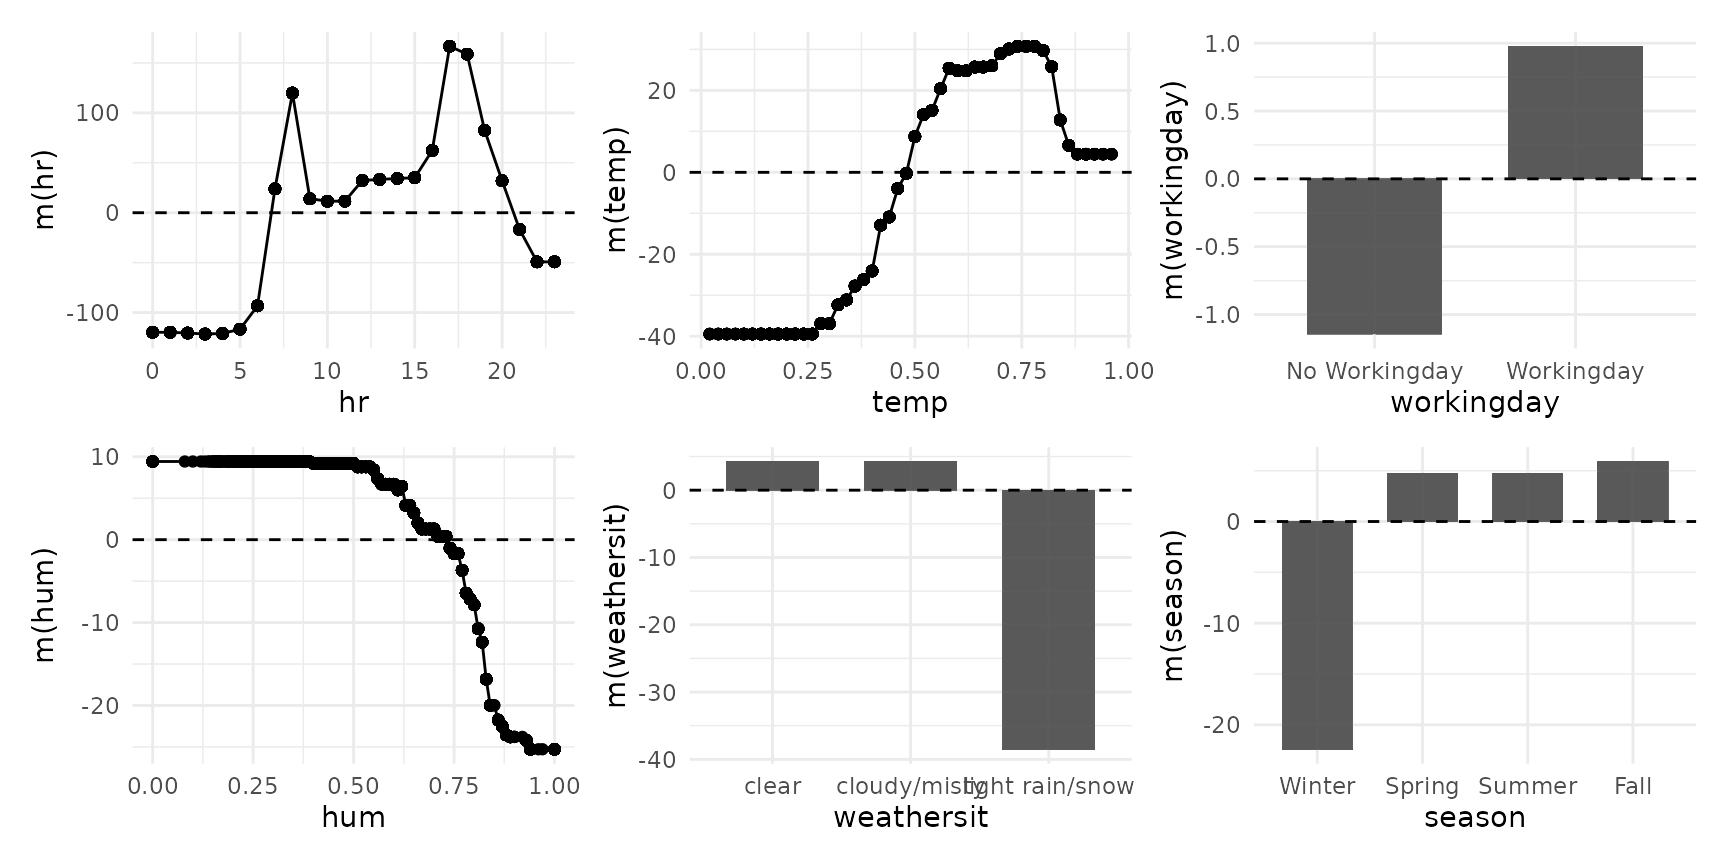 m(hr)
100
0
-100
0
5
10
15
20
hr
m(temp)
20
0
-20
-40
0.00
0.25
0.50
0.75
1.00
temp
m(workingday)
1.0
0.5
0.0
-0.5
-1.0
No Workingday
Workingday
workingday
m(hum)
10
0
-10
-20
0.00
0.25
0.50
0.75
1.00
hum
m(weathersit)
0
-10
-20
-30
-40
clear
cloudy/misty
light rain/snow
weathersit
m(season)
0
-10
-20
Winter
Spring
Summer
Fall
season